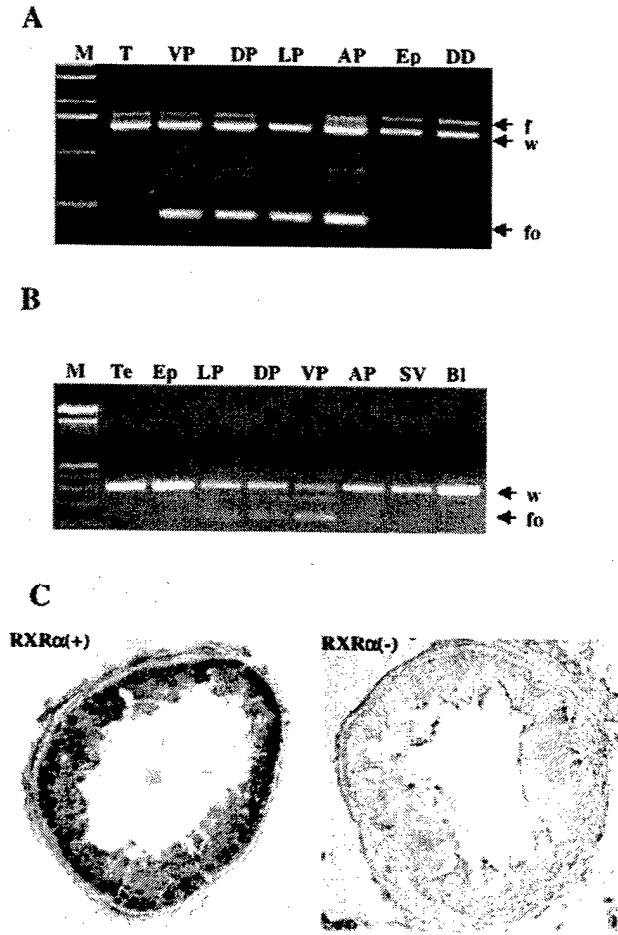 A
M T VP DP LP AP Ep DD
f
w
fo
B
M Te Ep LP DP VP AP SV Bl
w
fo
C
RXRα(+) RXRα(-)